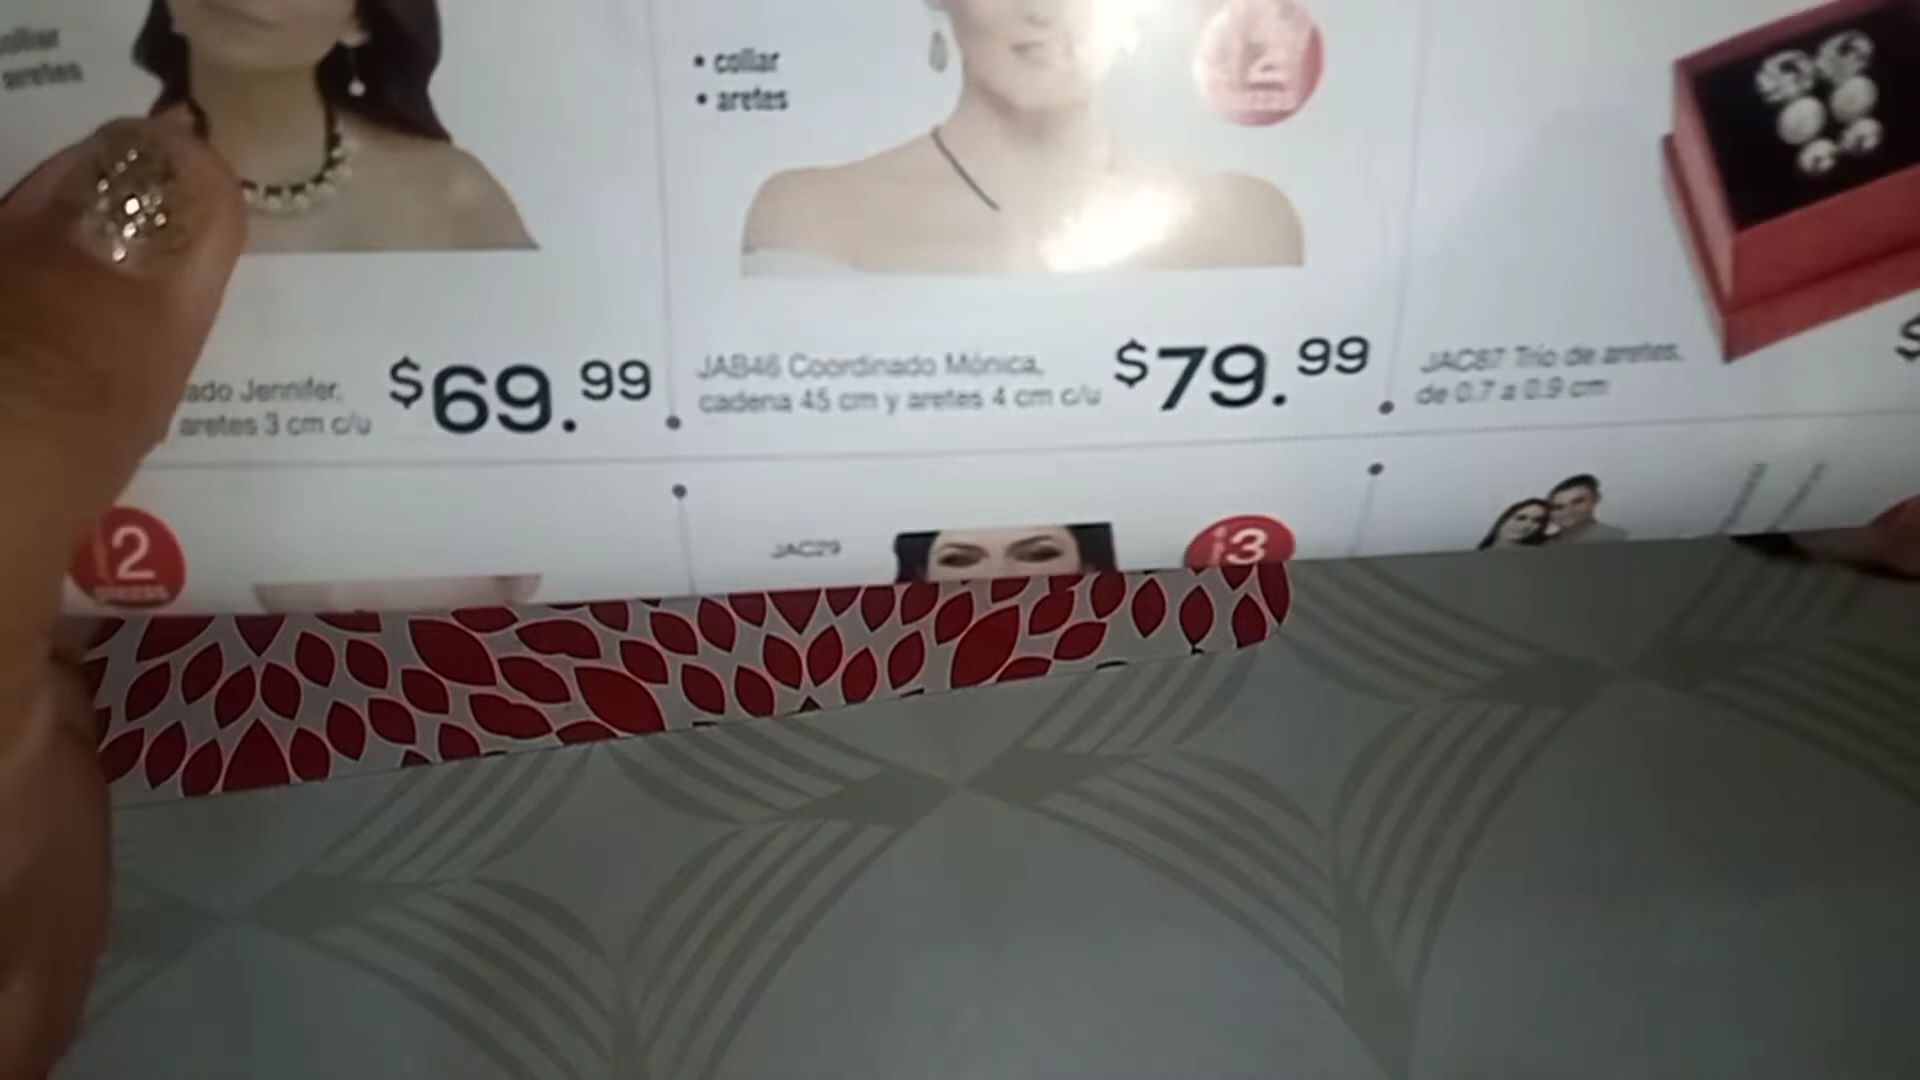 collar
aretes
• collar
• aretes
ado Jennifer,
aretes 3 cm c/u
$69.99
JAB46 Coordinado Mónica,
cadena 45 cm y aretes 4 cm c/u
$79.99
JAC87 Trío de aretes,
de 0.7 a 0.9 cm
$
2
JAC29
3